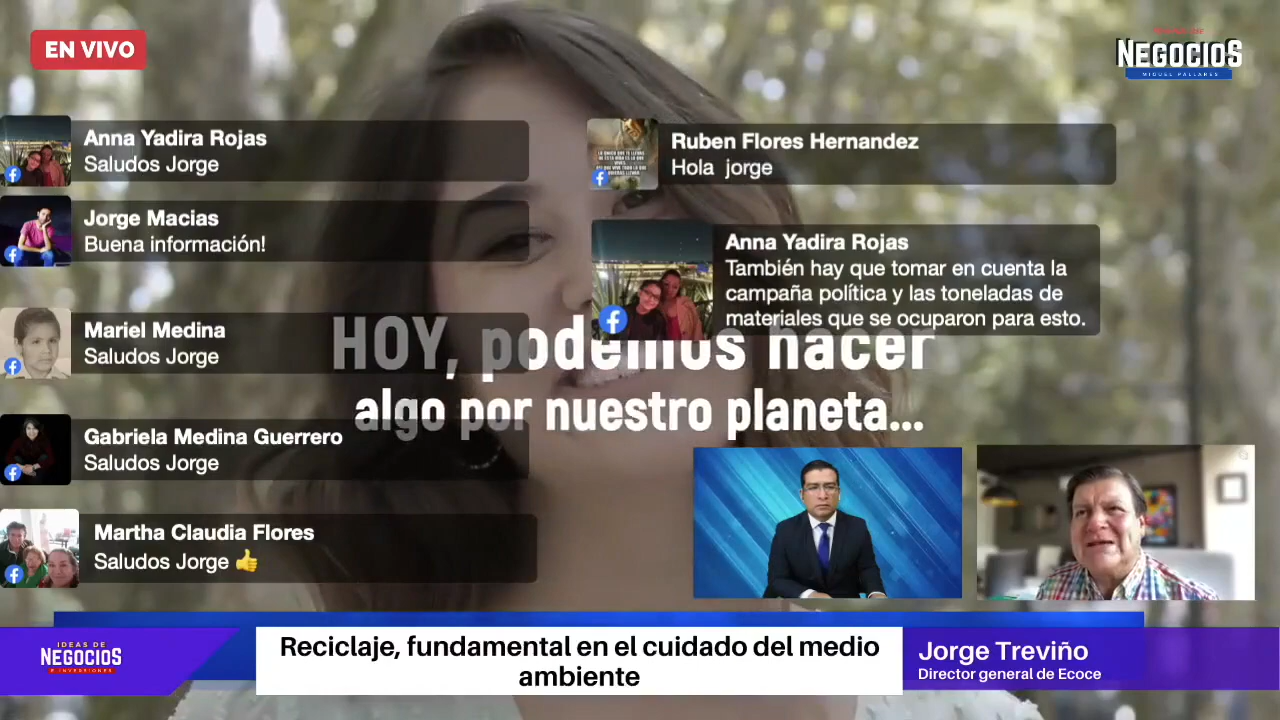 EN VIVO
NEGOCIOS
MIGUEL PALLARES
Anna Yadira Rojas
Saludos Jorge
Jorge Macias
Buena información!
Mariel Medina
Saludos Jorge
Gabriela Medina Guerrero
Saludos Jorge
Martha Claudia Flores
Saludos Jorge 👍
Ruben Flores Hernandez
Hola jorge
Anna Yadira Rojas
También hay que tomar en cuenta la
campaña política y las toneladas de
materiales que se ocuparon para esto.
HOY, podemos hacer
algo por nuestro planeta...
IDEAS DE
NEGOCIOS
E INVERSIONES
Reciclaje, fundamental en el cuidado del medio
ambiente
Jorge Treviño
Director general de Ecoce